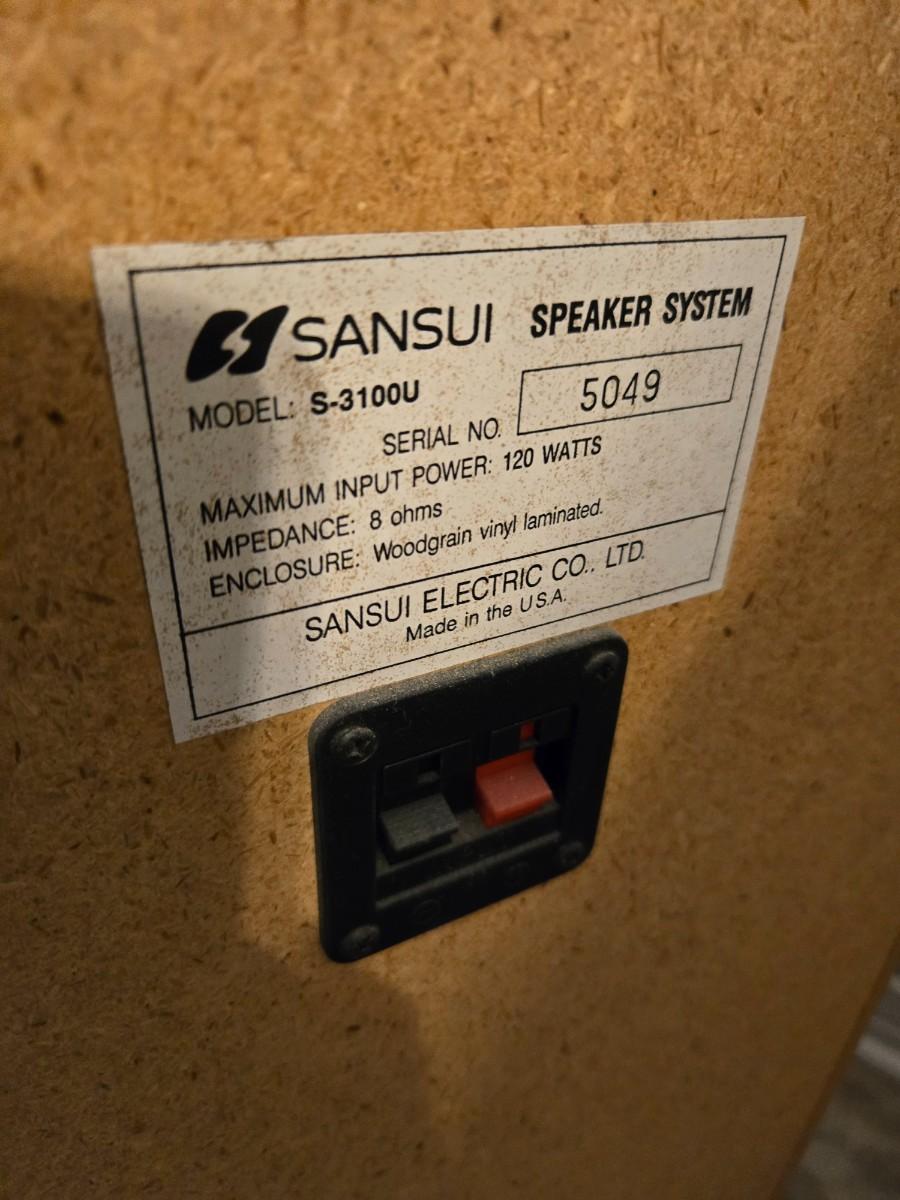 SANSUI SPEAKER SYSTEM
MODEL: S-3100U
SERIAL NO. 5049
MAXIMUM INPUT POWER: 120 WATTS
IMPEDANCE: 8 ohms
ENCLOSURE: Woodgrain vinyl laminated.
SANSUI ELECTRIC CO., LTD.
Made in the U.S.A.